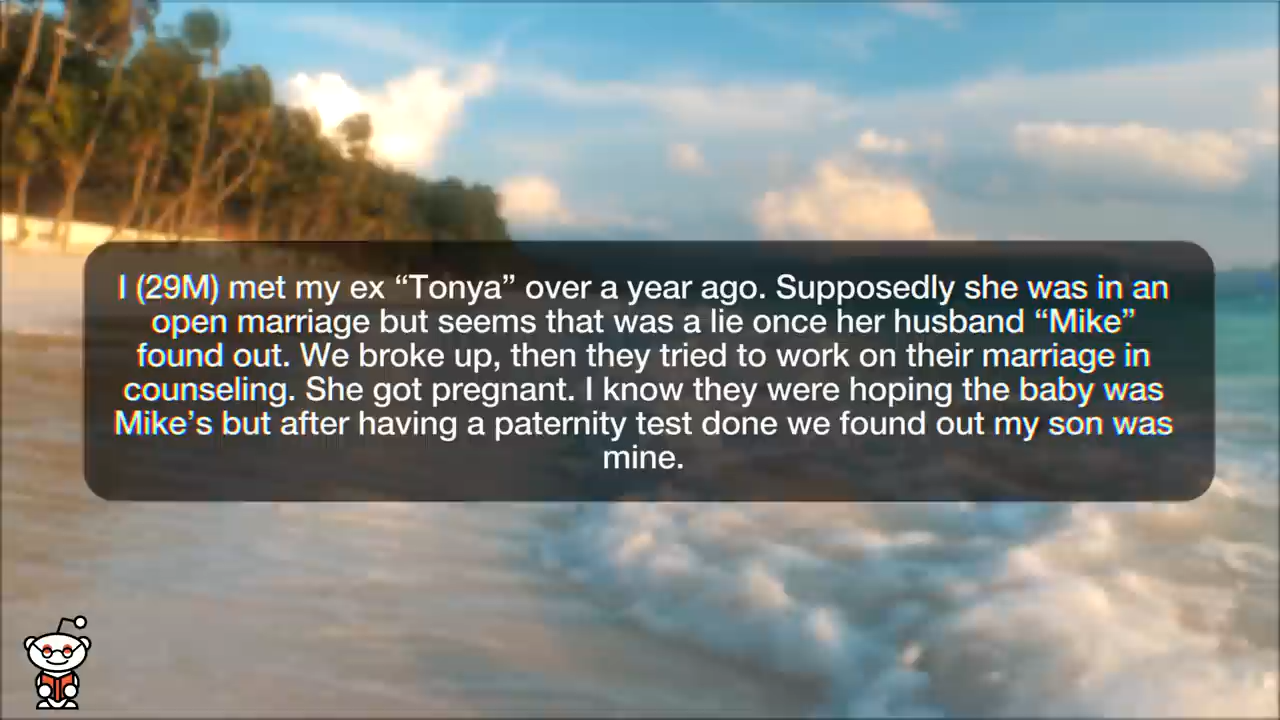 I (29M) met my ex “Tonya” over a year ago. Supposedly she was in an
open marriage but seems that was a lie once her husband “Mike”
found out. We broke up, then they tried to work on their marriage in
counseling. She got pregnant. I know they were hoping the baby was
Mike’s but after having a paternity test done we found out my son was
mine.